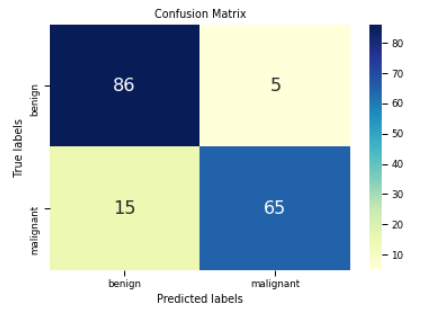 Confusion Matrix
True labels
benign
malignant
86
5
15
65
benign
malignant
Predicted labels
80
70
60
50
40
30
20
10